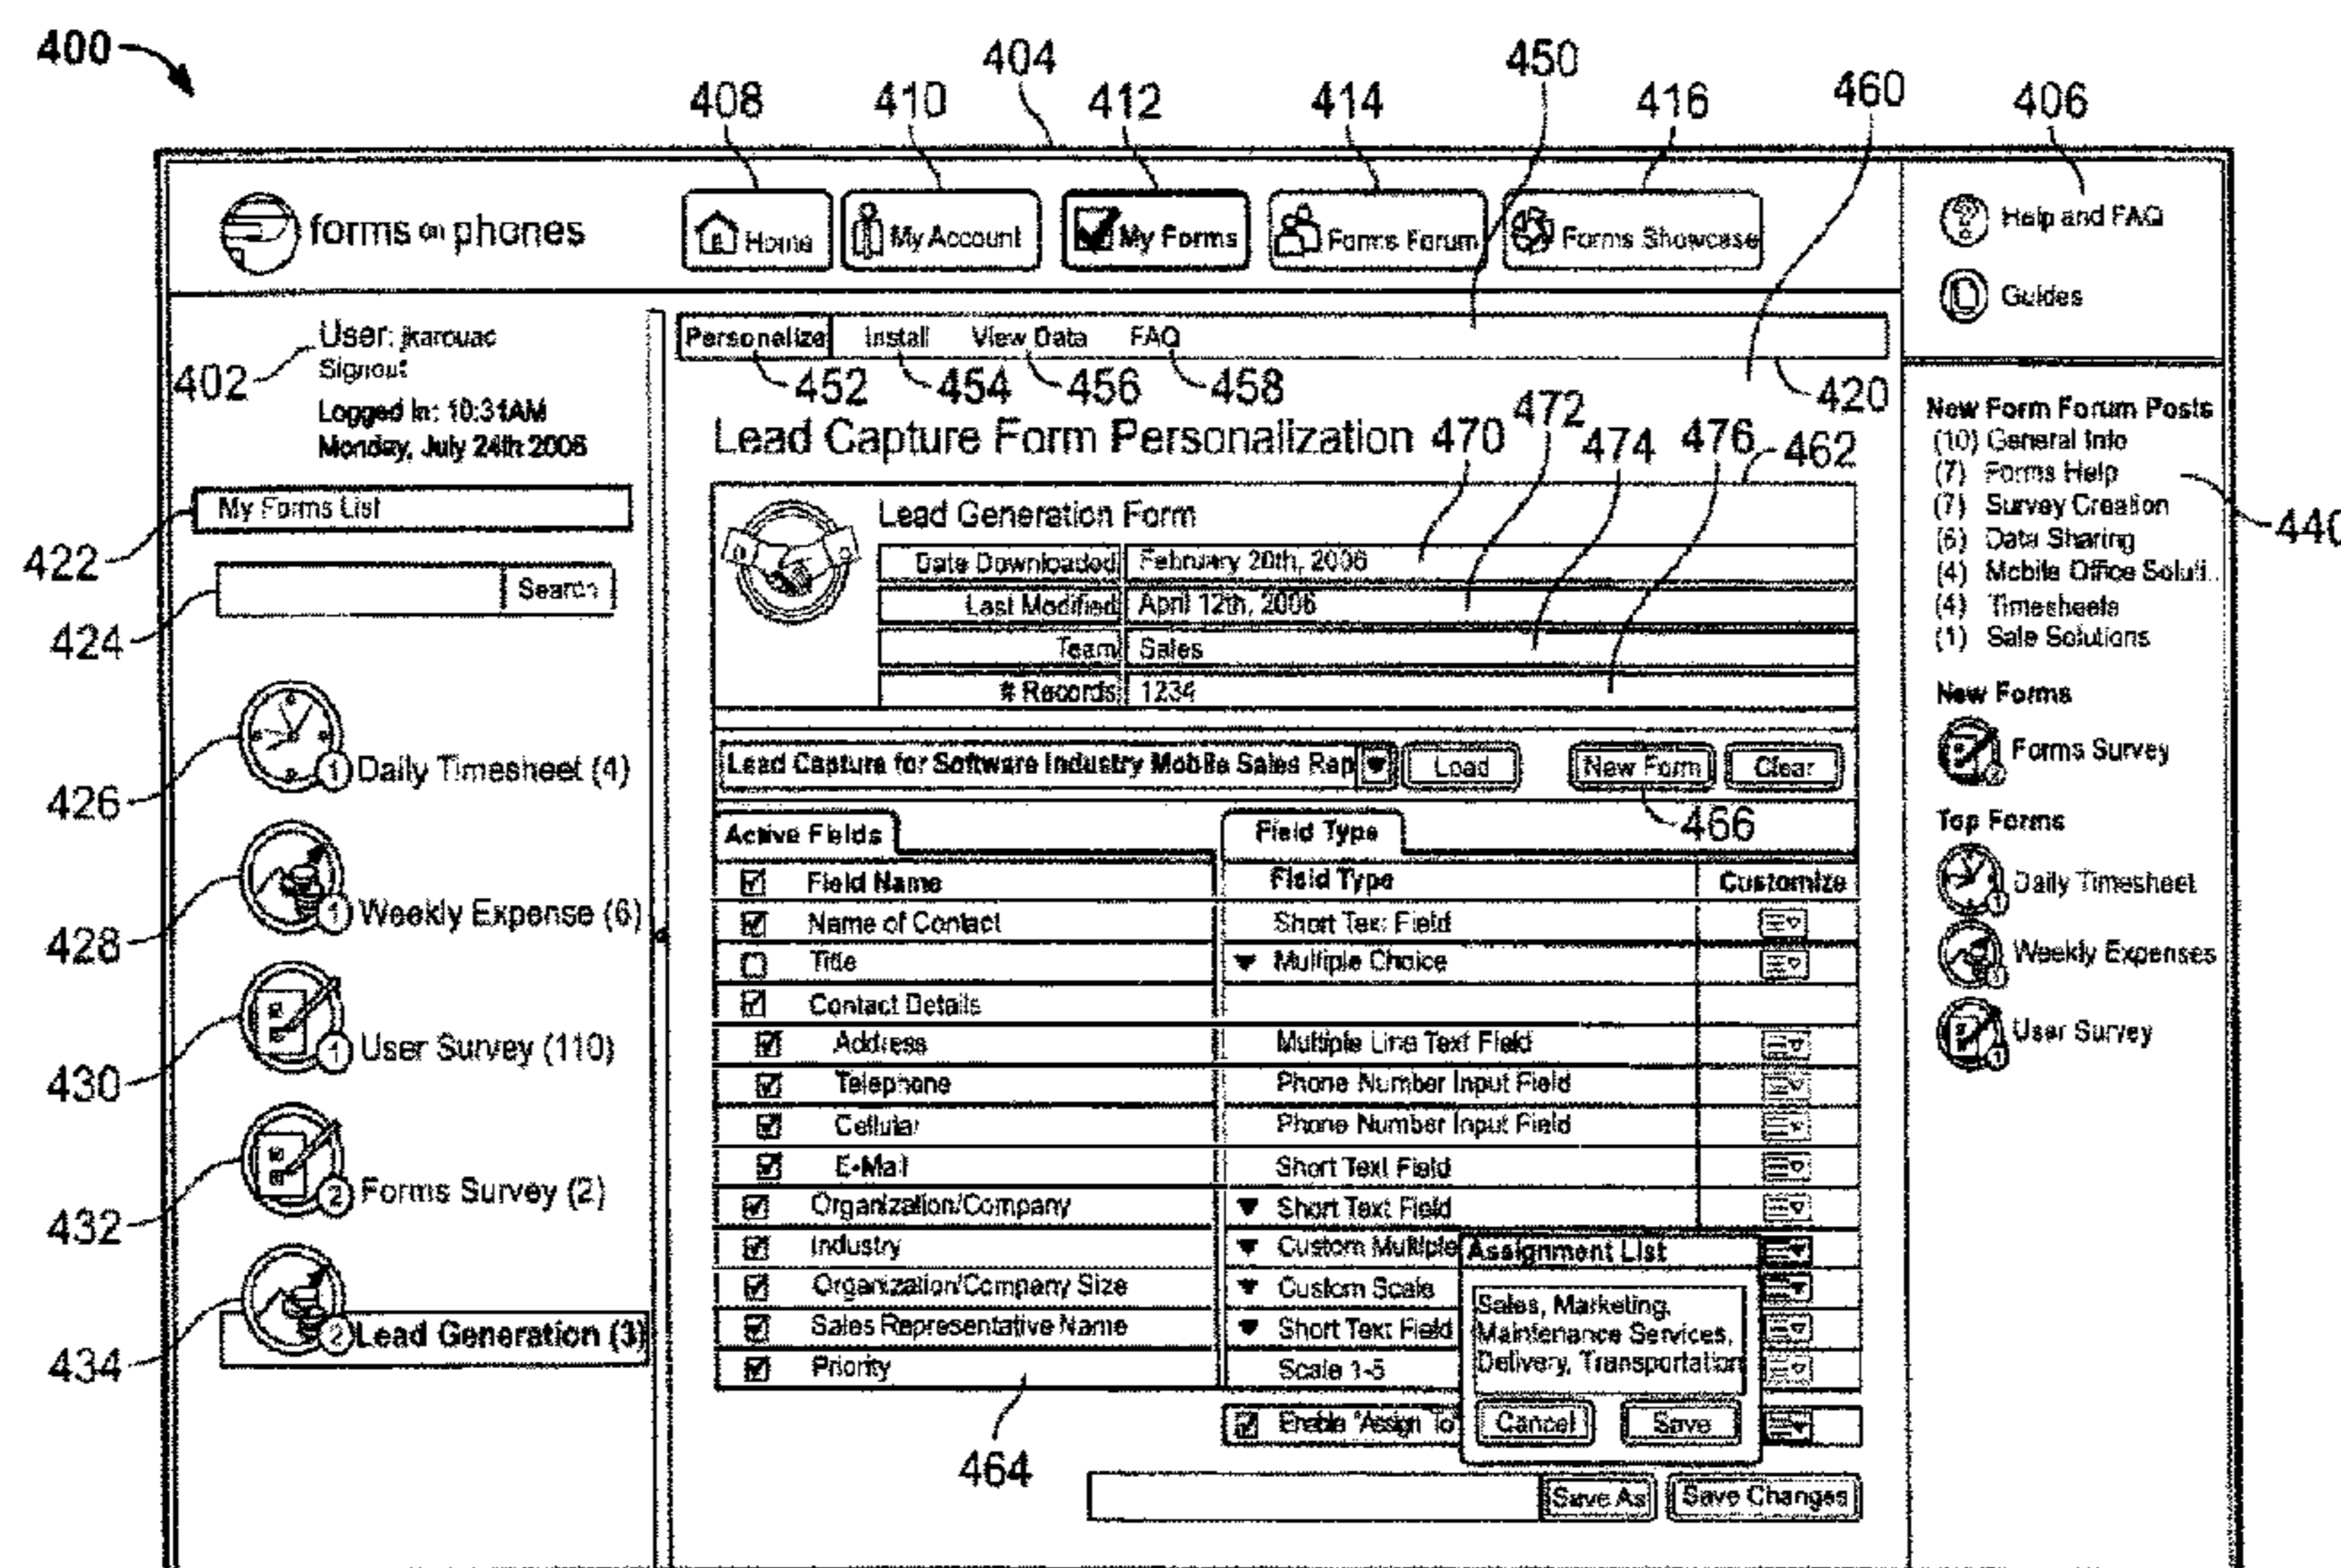 400
404
450
408
410
412
414
416
460
406
forms on phones
Home
My Account
My Forms
Forms Forum
Forms Showcase
Help and FAQ
Guides
User: jkarouac
Signout
402
Logged In: 10:31AM
Monday, July 24th 2006
Personalize
Install
View Data
FAQ
452
454
456
458
420
Lead Capture Form Personalization
470
472
474
476
462
New Form Forum Posts
(10) General Info
(7) Forms Help
(7) Survey Creation
(6) Data Sharing
(4) Mobile Office Soluti..
(4) Timesheets
(1) Sale Solutions
440
My Forms List
422
Search
424
Lead Generation Form
Date Downloaded February 20th, 2006
Last Modified April 12th, 2006
Team Sales
# Records 1234
New Forms
Forms Survey
Top Forms
Daily Timesheet
Weekly Expenses
User Survey
1 Daily Timesheet (4)
426
1 Weekly Expense (6)
428
1 User Survey (110)
430
2 Forms Survey (2)
432
2 Lead Generation (3)
434
Lead Capture for Software Industry Mobile Sales Rep
Load
New Form
Clear
466
Active Fields
Field Type
Field Name Field Type Customize
Name of Contact Short Text Field
Title Multiple Choice
Contact Details
Address Multiple Line Text Field
Telephone Phone Number Input Field
Cellular Phone Number Input Field
E-Mail Short Text Field
Organization/Company Short Text Field
Industry Custom Multiple
Organization/Company Size Custom Scale
Sales Representative Name Short Text Field
Priority Scale 1-5
Assignment List
Sales, Marketing,
Maintenance Services,
Delivery, Transportation
Cancel
Save
Enable "Assign To
464
Save As
Save Changes